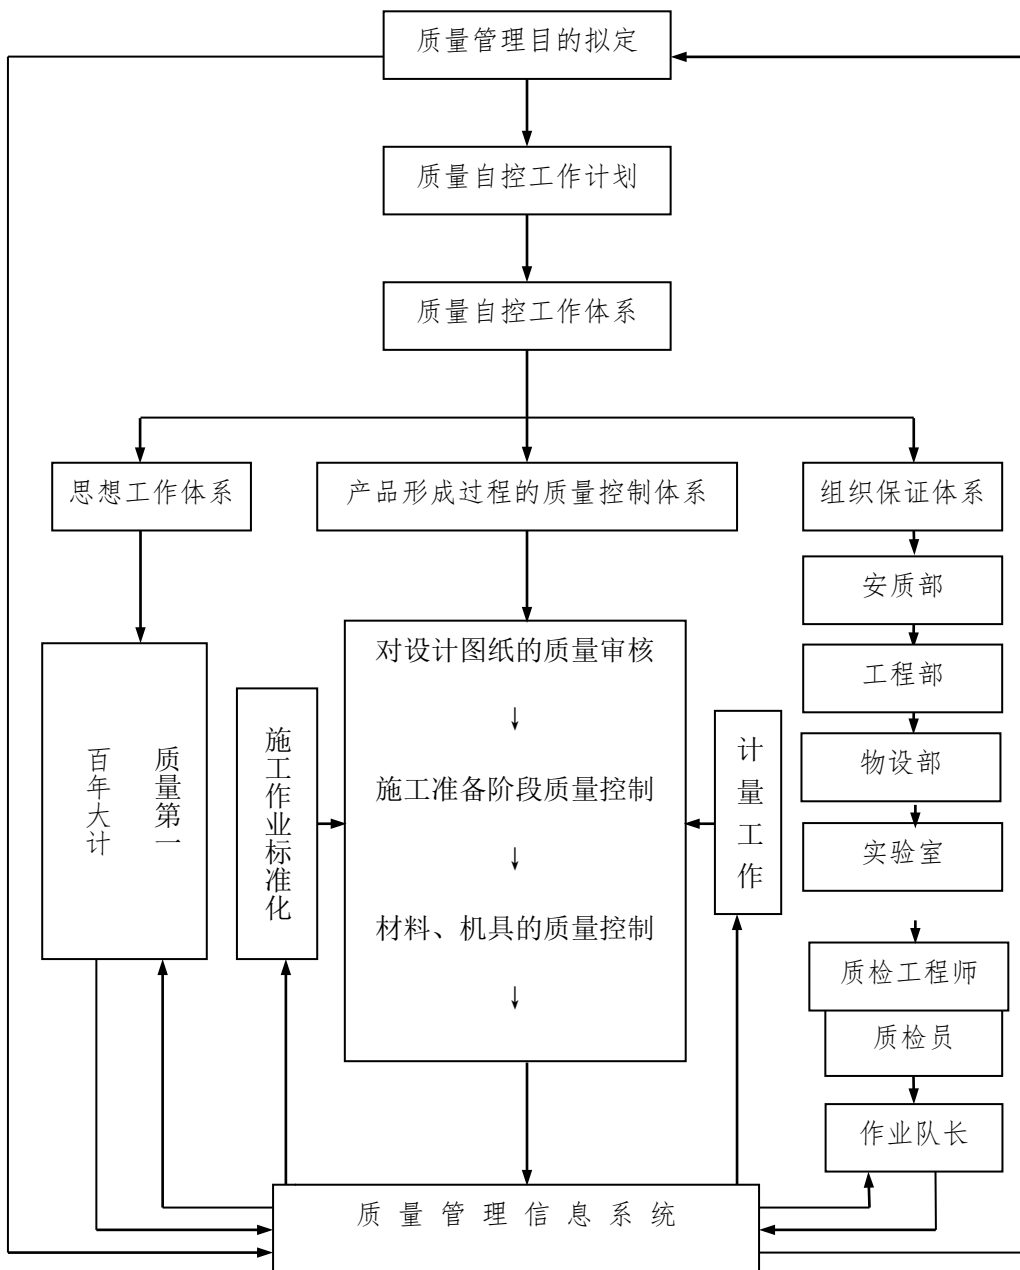 质量管理目的拟定
质量自控工作计划
质量自控工作体系
思想工作体系
产品形成过程的质量控制体系
组织保证体系
安质部
对设计图纸的质量审核
工程部
↓
质量第一
百年大计
施工作业标准化
施工准备阶段质量控制
计量工作
物设部
↓
实验室
材料、机具的质量控制
↓
质检工程师
质检员
作业队长
质量管理信息系统